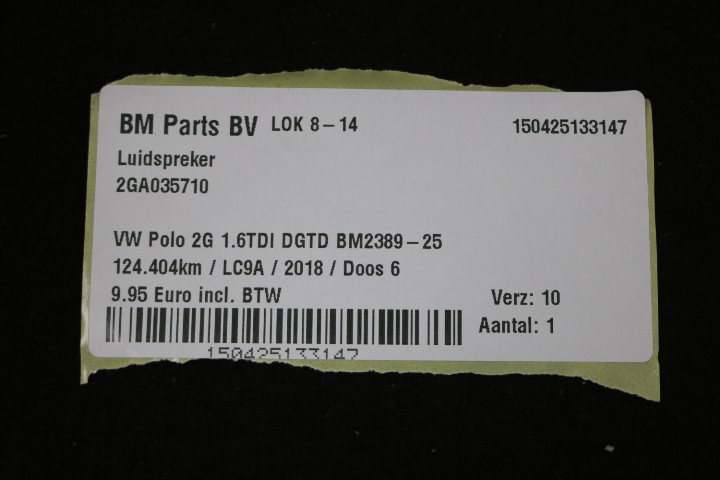 BM Parts BV LOK 8-14 150425133147
Luidspreker
2GA035710
VW Polo 2G 1.6TDI DGTD BM2389-25
124.404km / LC9A / 2018 / Doos 6
9.95 Euro incl. BTW Verz: 10
Aantal: 1
150425133147